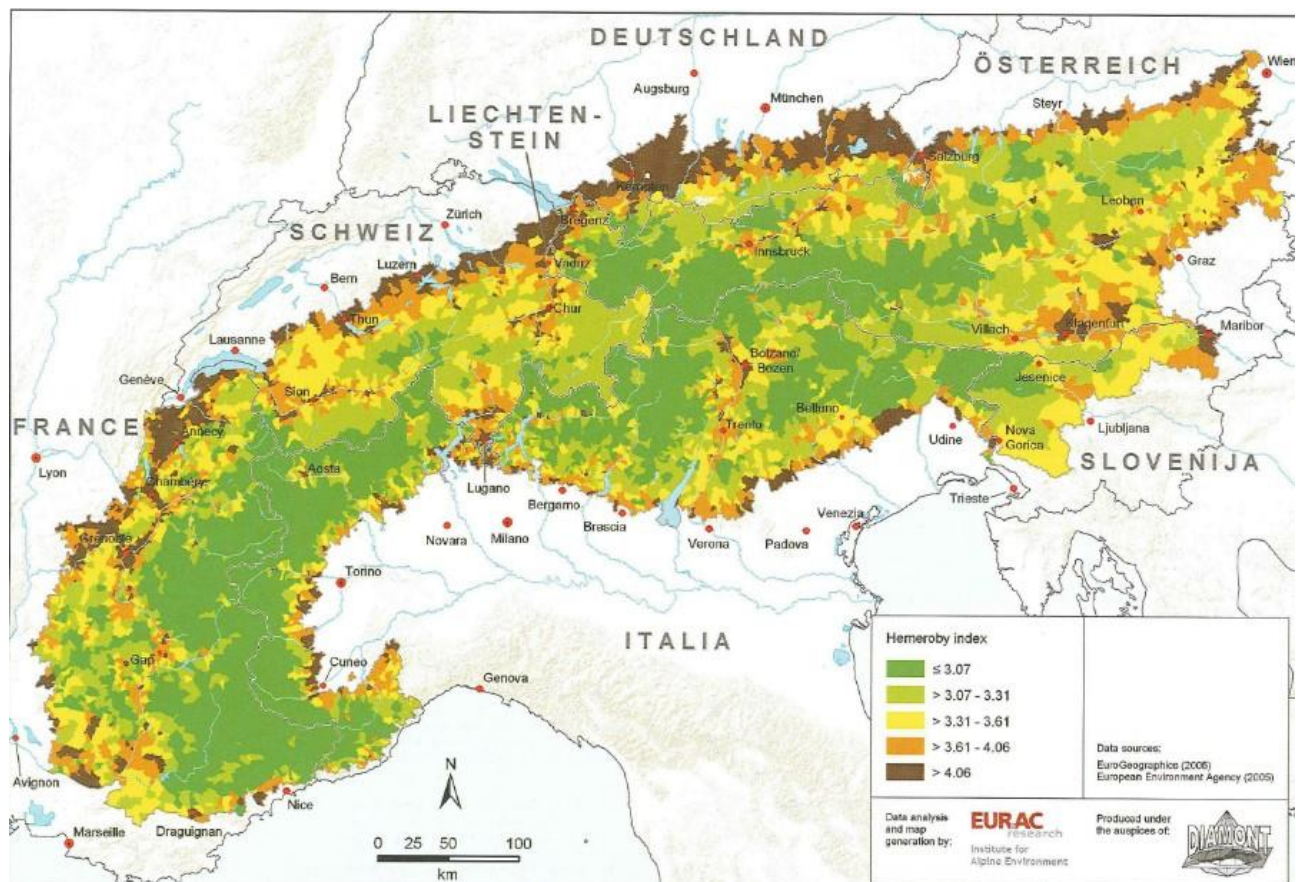 DEUTSCHLAND
ÖSTERREICH
Wien
Augsburg
München
Steyr
LIECHTEN-
STEIN
Salzburg
Kempten
Leoben
Bregenz
Zürich
SCHWEIZ
Innsbruck
Luzern
Vaduz
Graz
Bern
Chur
Thun
Villach
Klagenfurt
Maribor
Lausanne
Bolzano/
Bozen
Jesenice
Genève
Sion
Belluno
FRANCE
Annecy
Trento
Udine
Nova
Gorica
Ljubljana
Lyon
Aosta
SLOVENIJA
Chambéry
Lugano
Bergamo
Trieste
Brescia
Venezia
Novara
Milano
Verona
Padova
Grenoble
Torino
ITALIA
Gap
Cuneo
Genova
Avignon
Nice
Marseille
Draguignan
N
0 25 50 100
km
Hemeroby index
≤ 3.07
> 3.07 - 3.31
> 3.31 - 3.61
> 3.61 - 4.06
> 4.06
Data sources:
EuroGeographics (2006)
European Environment Agency (2005)
Data analysis
and map
generation by:
EURAC
research
Institute for
Alpine Environment
Produced under
the auspices of:
DIAMONT